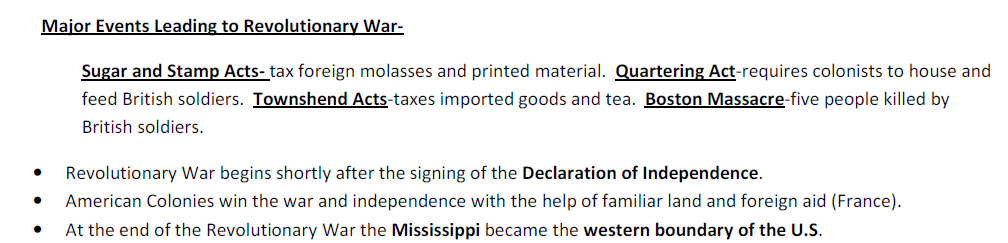 Major Events Leading to Revolutionary War-
Sugar and Stamp Acts- tax foreign molasses and printed material. Quartering Act-requires colonists to house and
feed British soldiers. Townshend Acts-taxes imported goods and tea. Boston Massacre-five people killed by
British soldiers.
• Revolutionary War begins shortly after the signing of the Declaration of Independence.
• American Colonies win the war and independence with the help of familiar land and foreign aid (France).
• At the end of the Revolutionary War the Mississippi became the western boundary of the U.S.